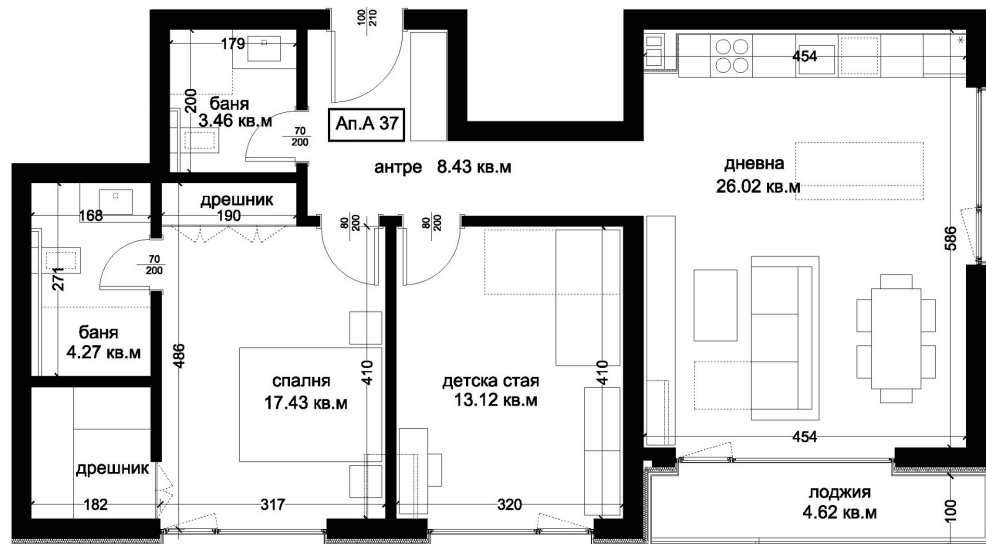 100
210
179
454
*
200
баня
3.46 кв.м
70
200
Ап.А 37
антре 8.43 кв.м
дневна
26.02 кв.м
дрешник
190
168
80
200
80
200
586
271
70
200
баня
4.27 кв.м
486
410
спалня
17.43 кв.м
детска стая
13.12 кв.м
410
454
дрешник
182
317
320
лоджия
4.62 кв.м
100